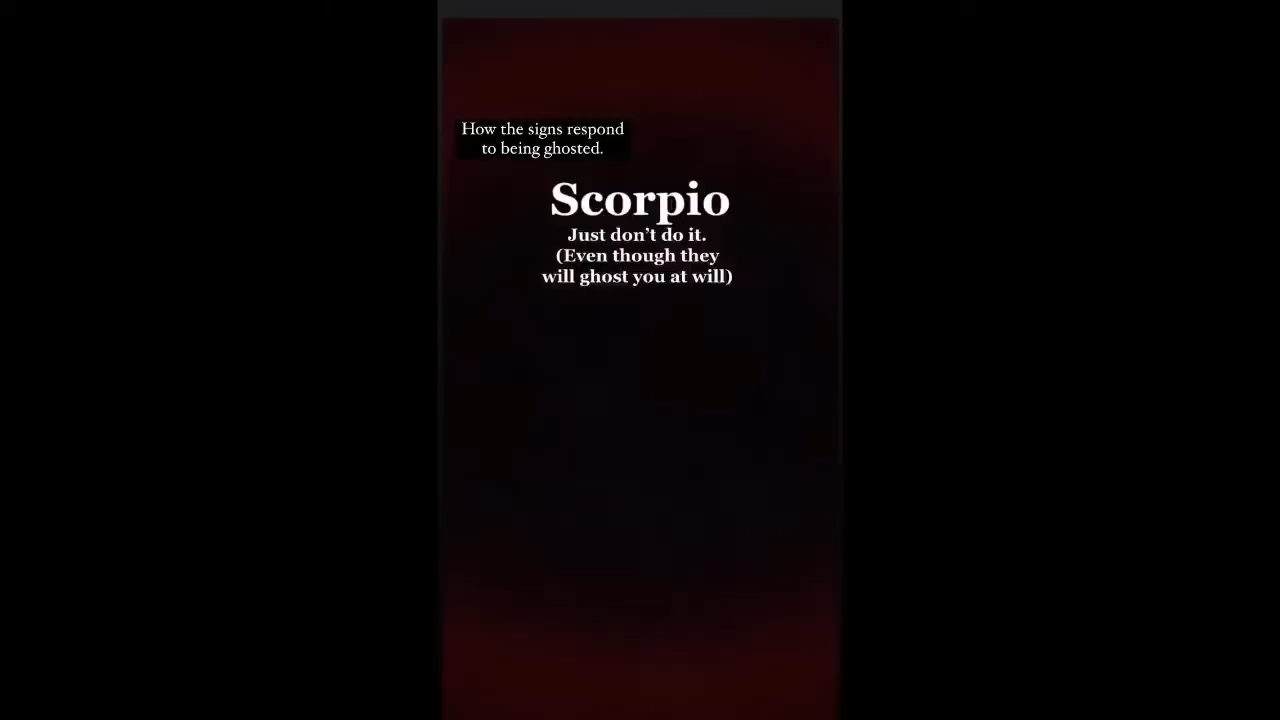 How the signs respond
to being ghosted.
Scorpio
Just don’t do it.
(Even though they
will ghost you at will)